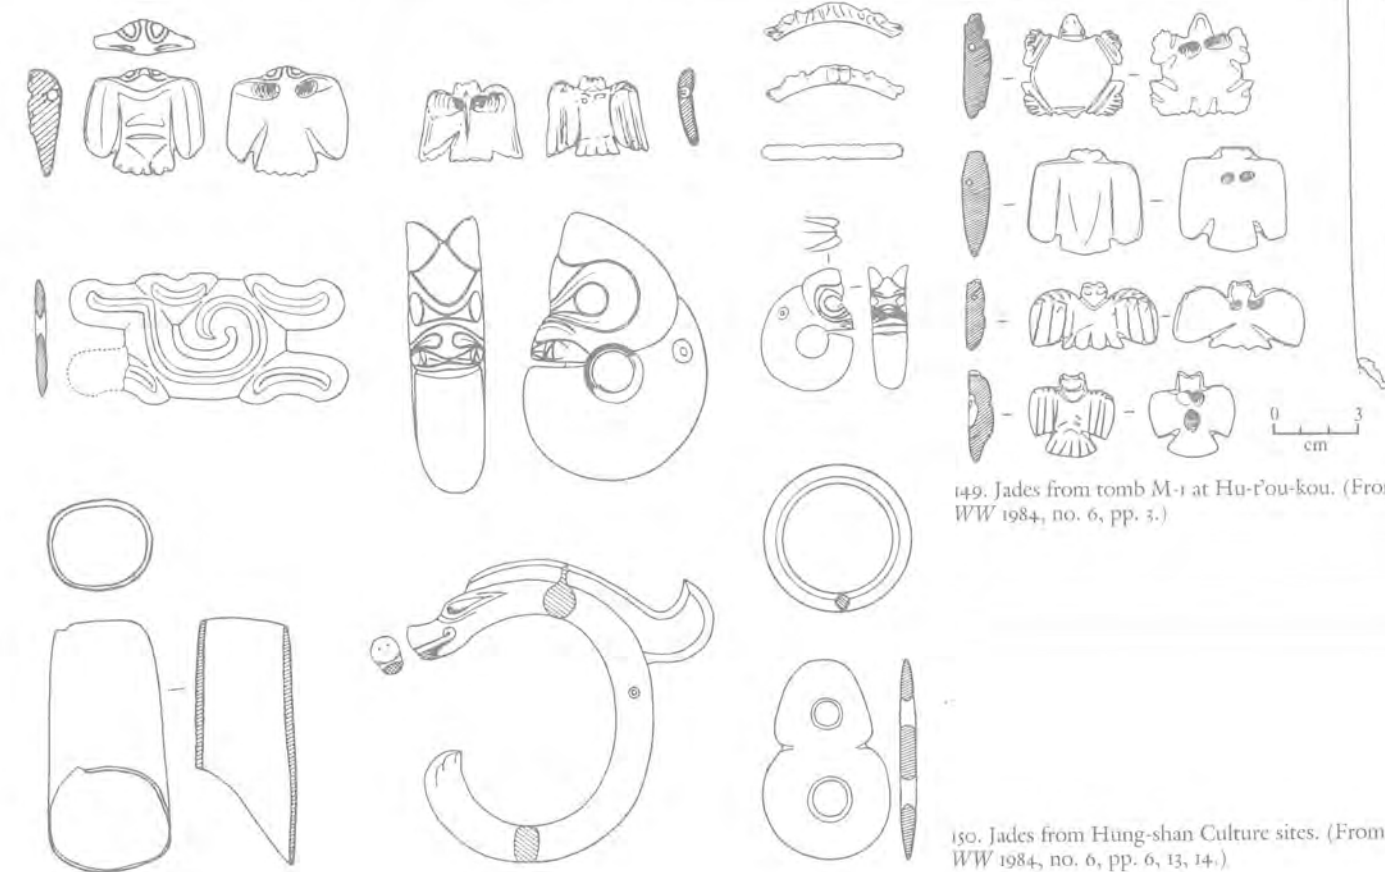 0 3
cm
149. Jades from tomb M-1 at Hu-t'ou-kou. (From
WW 1984, no. 6, pp. 3.)
150. Jades from Hung-shan Culture sites. (From
WW 1984, no. 6, pp. 6, 13, 14.)